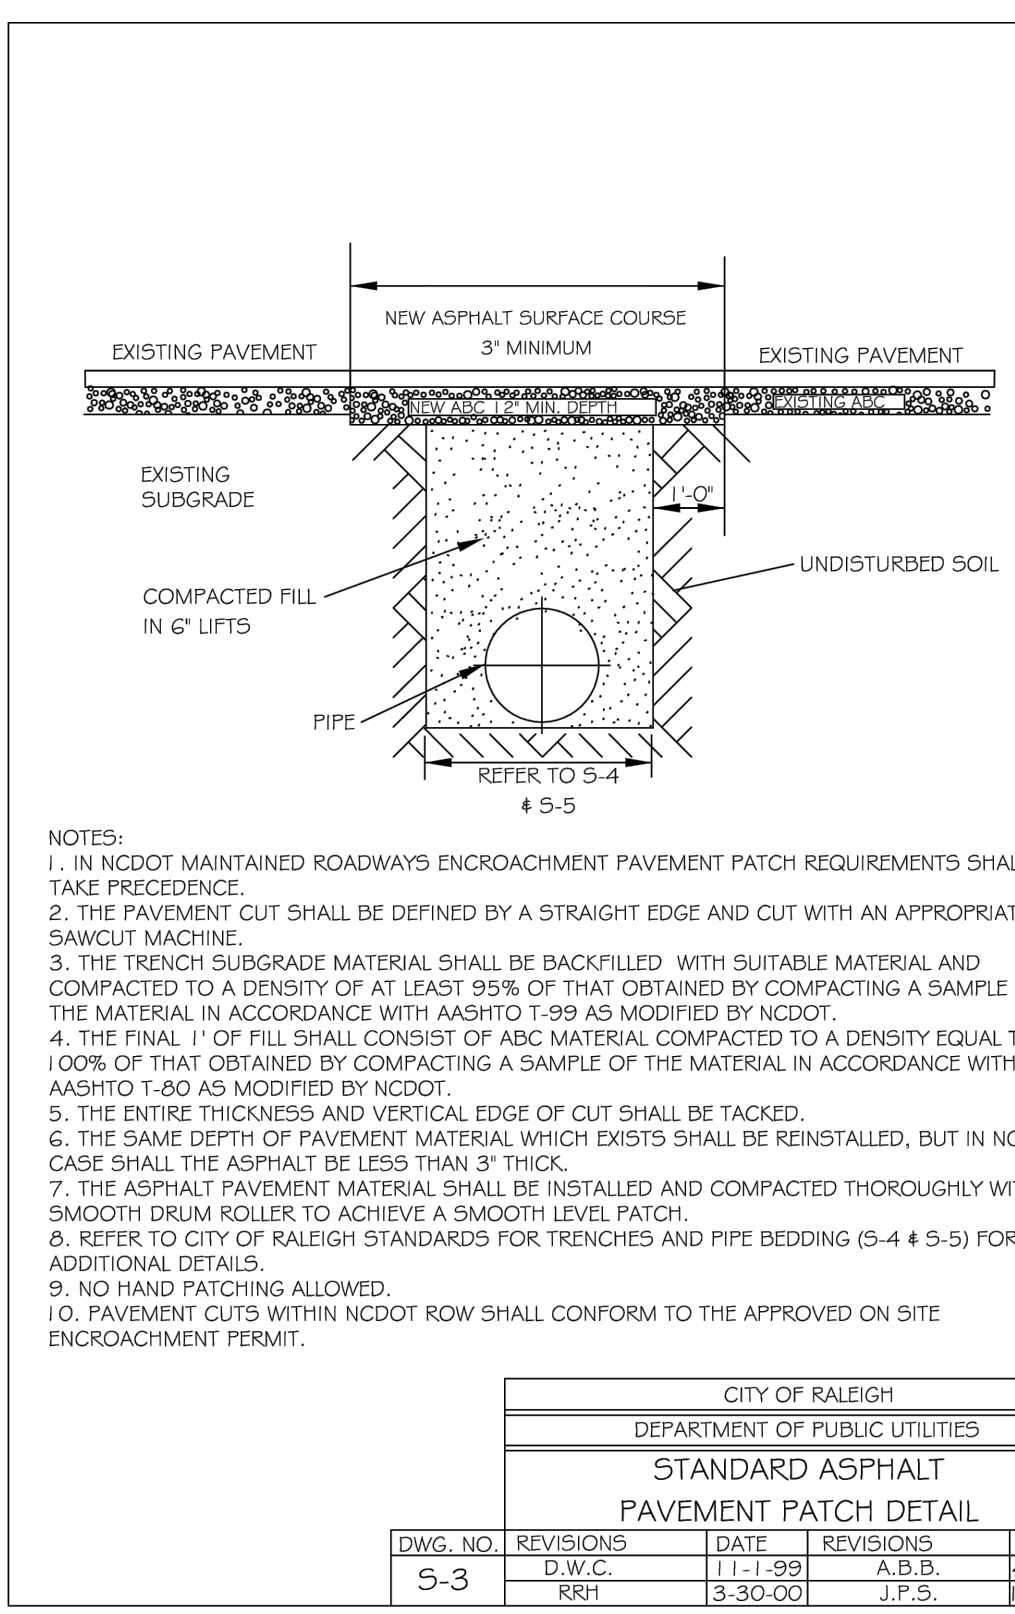 NEW ASPHALT SURFACE COURSE
3" MINIMUM
EXISTING PAVEMENT
EXISTING PAVEMENT
NEW ABC 12" MIN. DEPTH
EXISTING ABC
EXISTING
SUBGRADE
1'-0"
UNDISTURBED SOIL
COMPACTED FILL
IN 6" LIFTS
PIPE
REFER TO S-4
& S-5
NOTES:
1. IN NCDOT MAINTAINED ROADWAYS ENCROACHMENT PAVEMENT PATCH REQUIREMENTS
TAKE PRECEDENCE.
2. THE PAVEMENT CUT SHALL BE DEFINED BY A STRAIGHT EDGE AND CUT WITH AN
SAWCUT MACHINE.
3. THE TRENCH SUBGRADE MATERIAL SHALL BE BACKFILLED WITH SUITABLE MATERIAL AND
COMPACTED TO A DENSITY OF AT LEAST 95% OF THAT OBTAINED BY COMPACTING A SAMPLE
THE MATERIAL IN ACCORDANCE WITH AASHTO T-99 AS MODIFIED BY NCDOT.
4. THE FINAL 1' OF FILL SHALL CONSIST OF ABC MATERIAL COMPACTED TO A DENSITY EQUAL
100% OF THAT OBTAINED BY COMPACTING A SAMPLE OF THE MATERIAL IN ACCORDANCE WITH
AASHTO T-80 AS MODIFIED BY NCDOT.
5. THE ENTIRE THICKNESS AND VERTICAL EDGE OF CUT SHALL BE TACKED.
6. THE SAME DEPTH OF PAVEMENT MATERIAL WHICH EXISTS SHALL BE REINSTALLED, BUT IN NO
CASE SHALL THE ASPHALT BE LESS THAN 3" THICK.
7. THE ASPHALT PAVEMENT MATERIAL SHALL BE INSTALLED AND COMPACTED THOROUGHLY
SMOOTH DRUM ROLLER TO ACHIEVE A SMOOTH LEVEL PATCH.
8. REFER TO CITY OF RALEIGH STANDARDS FOR TRENCHES AND PIPE BEDDING (S-4 & S-5) FOR
ADDITIONAL DETAILS.
9. NO HAND PATCHING ALLOWED.
10. PAVEMENT CUTS WITHIN NCDOT ROW SHALL CONFORM TO THE APPROVED ON SITE
ENCROACHMENT PERMIT.
CITY OF RALEIGH
DEPARTMENT OF PUBLIC UTILITIES
STANDARD ASPHALT
PAVEMENT PATCH DETAIL
DWG. NO. REVISIONS DATE REVISIONS
S-3 D.W.C. 11-1-99 A.B.B.
RRH 3-30-00 J.P.S.